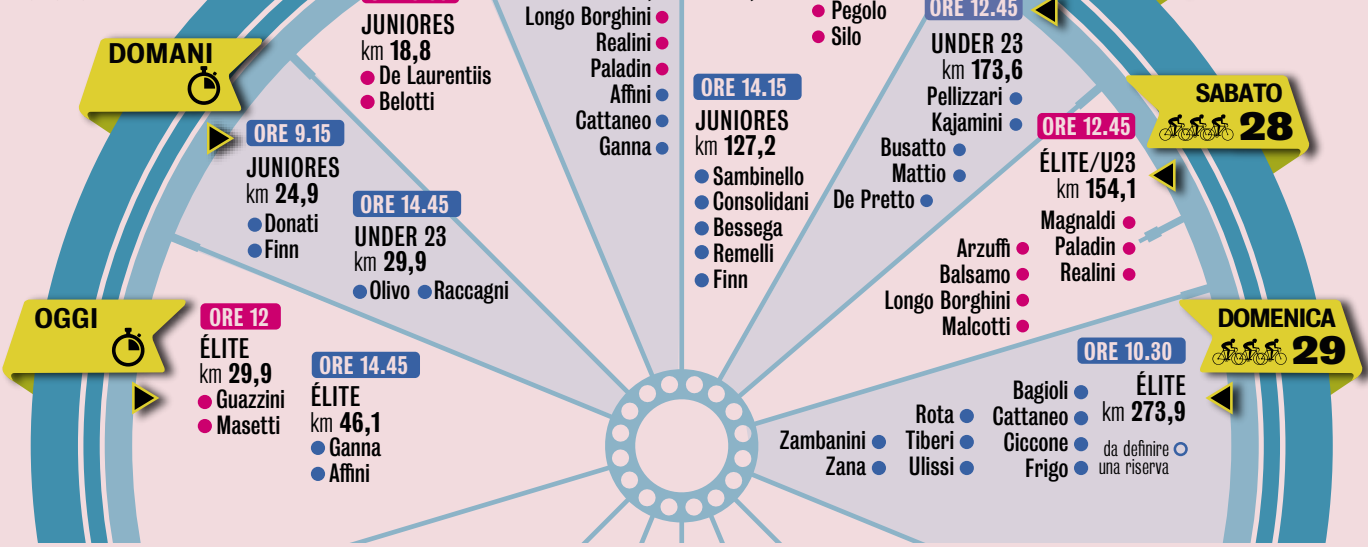 OGGI
ORE 12
ÉLITE
km 29,9
Guazzini
Masetti
ORE 14.45
ÉLITE
km 46,1
Ganna
Affini
DOMANI
ORE 9.15
JUNIORES
km 24,9
Donati
Finn
ORE 14.45
UNDER 23
km 29,9
Olivo Raccagni
JUNIORES
km 18,8
De Laurentiis
Belotti
Longo Borghini
Realini
Paladin
Affini
Cattaneo
Ganna
Pegolo
Silo
ORE 14.15
JUNIORES
km 127,2
Sambinello
Consolidani
Bessega
Remelli
Finn
ORE 12.45
UNDER 23
km 173,6
Pellizzari
Kajamini
Busatto
Mattio
De Pretto
SABATO
28
ORE 12.45
ÉLITE/U23
km 154,1
Magnaldi
Paladin
Realini
Arzuffi
Balsamo
Longo Borghini
Malcotti
DOMENICA
29
ORE 10.30
ÉLITE
km 273,9
Bagioli
Cattaneo
Ciccone
Frigo
Rota
Tiberi
Ulissi
Zambanini
Zana
da definire
una riserva